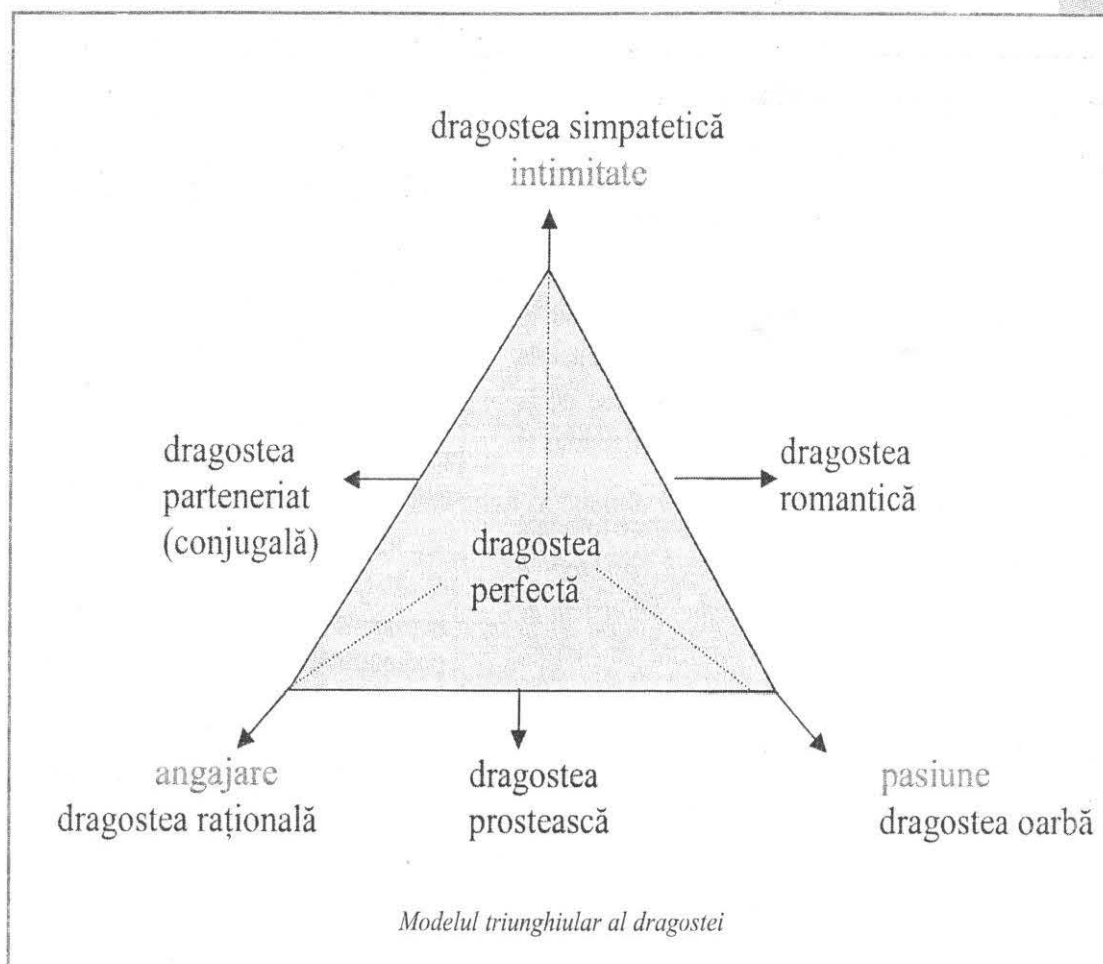 dragostea simpatetică
intimitate
dragostea
parteneriat
(conjugală)
dragostea
romantică
dragostea
perfectă
angajare
dragostea rațională
dragostea
prostească
pasiune
dragostea oarbă
Modelul triunghiular al dragostei